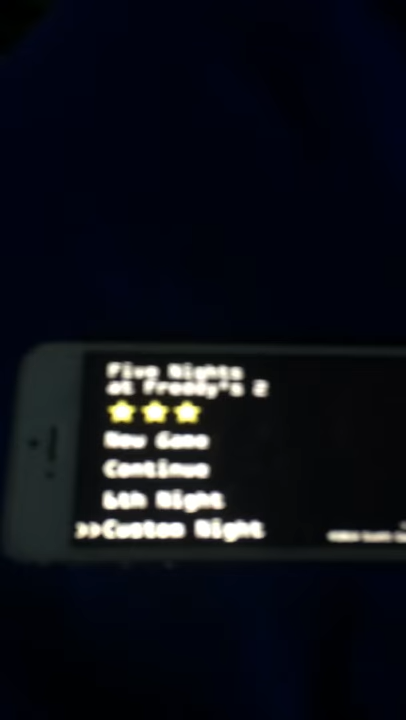 Five Nights
at Freddy's 2
New Game
Continue
6th Night
>>Custom Night